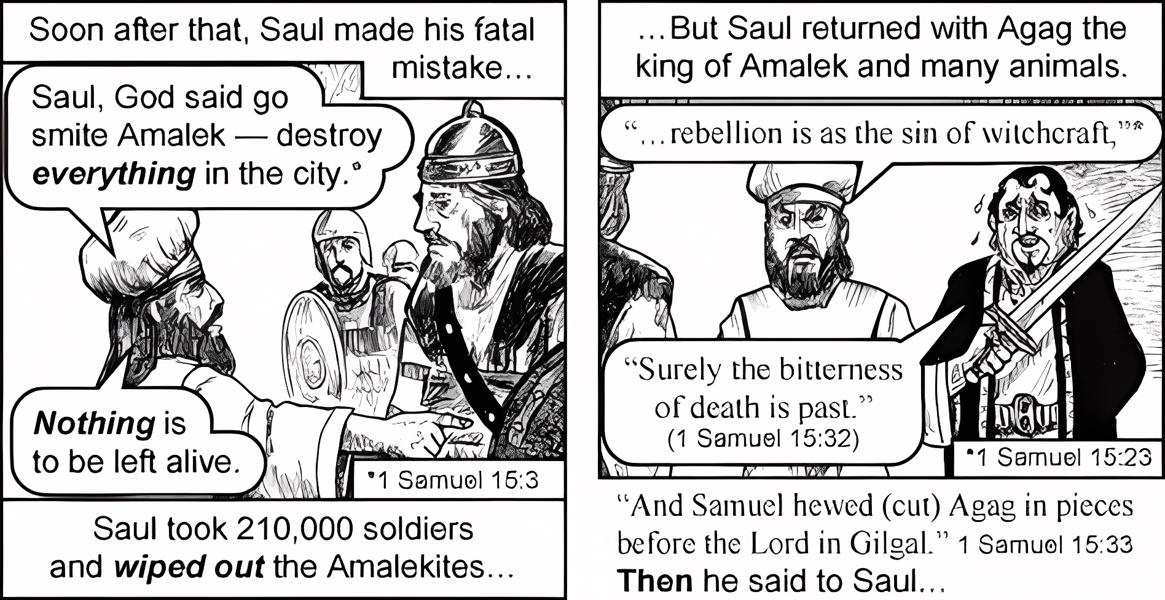 Soon after that, Saul made his fatal
mistake...
Saul, God said go
smite Amalek — destroy
everything in the city.*
Nothing is
to be left alive.
*1 Samuel 15:3
Saul took 210,000 soldiers
and wiped out the Amalekites...
...But Saul returned with Agag the
king of Amalek and many animals.
“...rebellion is as the sin of witchcraft,”*
“Surely the bitterness
of death is past.”
(1 Samuel 15:32)
*1 Samuel 15:23
“And Samuel hewed (cut) Agag in pieces
before the Lord in Gilgal.” 1 Samuel 15:33
Then he said to Saul...